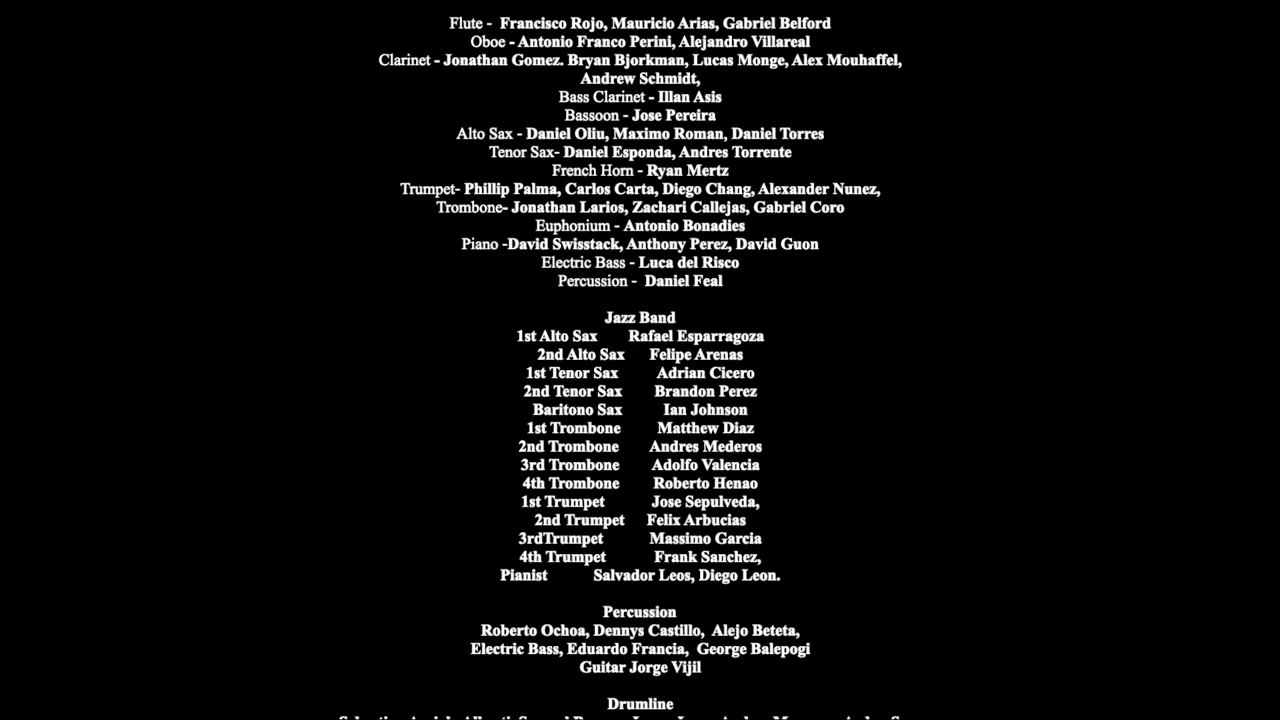 Flute - Francisco Rojo, Mauricio Arias, Gabriel Belford
Oboe - Antonio Franco Perini, Alejandro Villareal
Clarinet - Jonathan Gomez. Bryan Bjorkman, Lucas Monge, Alex Mouhaffel,
Andrew Schmidt,
Bass Clarinet - Illan Asis
Bassoon - Jose Pereira
Alto Sax - Daniel Oliu, Maximo Roman, Daniel Torres
Tenor Sax- Daniel Esponda, Andres Torrente
French Horn - Ryan Mertz
Trumpet- Phillip Palma, Carlos Carta, Diego Chang, Alexander Nunez,
Trombone- Jonathan Larios, Zachari Callejas, Gabriel Coro
Euphonium - Antonio Bonadies
Piano -David Swisstack, Anthony Perez, David Guon
Electric Bass - Luca del Risco
Percussion - Daniel Feal
Jazz Band
1st Alto Sax Rafael Esparragoza
2nd Alto Sax Felipe Arenas
1st Tenor Sax Adrian Cicero
2nd Tenor Sax Brandon Perez
Baritono Sax Ian Johnson
1st Trombone Matthew Diaz
2nd Trombone Andres Mederos
3rd Trombone Adolfo Valencia
4th Trombone Roberto Henao
1st Trumpet Jose Sepulveda,
2nd Trumpet Felix Arbucias
3rdTrumpet Massimo Garcia
4th Trumpet Frank Sanchez,
Pianist Salvador Leos, Diego Leon.
Percussion
Roberto Ochoa, Dennys Castillo, Alejo Beteta,
Electric Bass, Eduardo Francia, George Balepogi
Guitar Jorge Vijil
Drumline